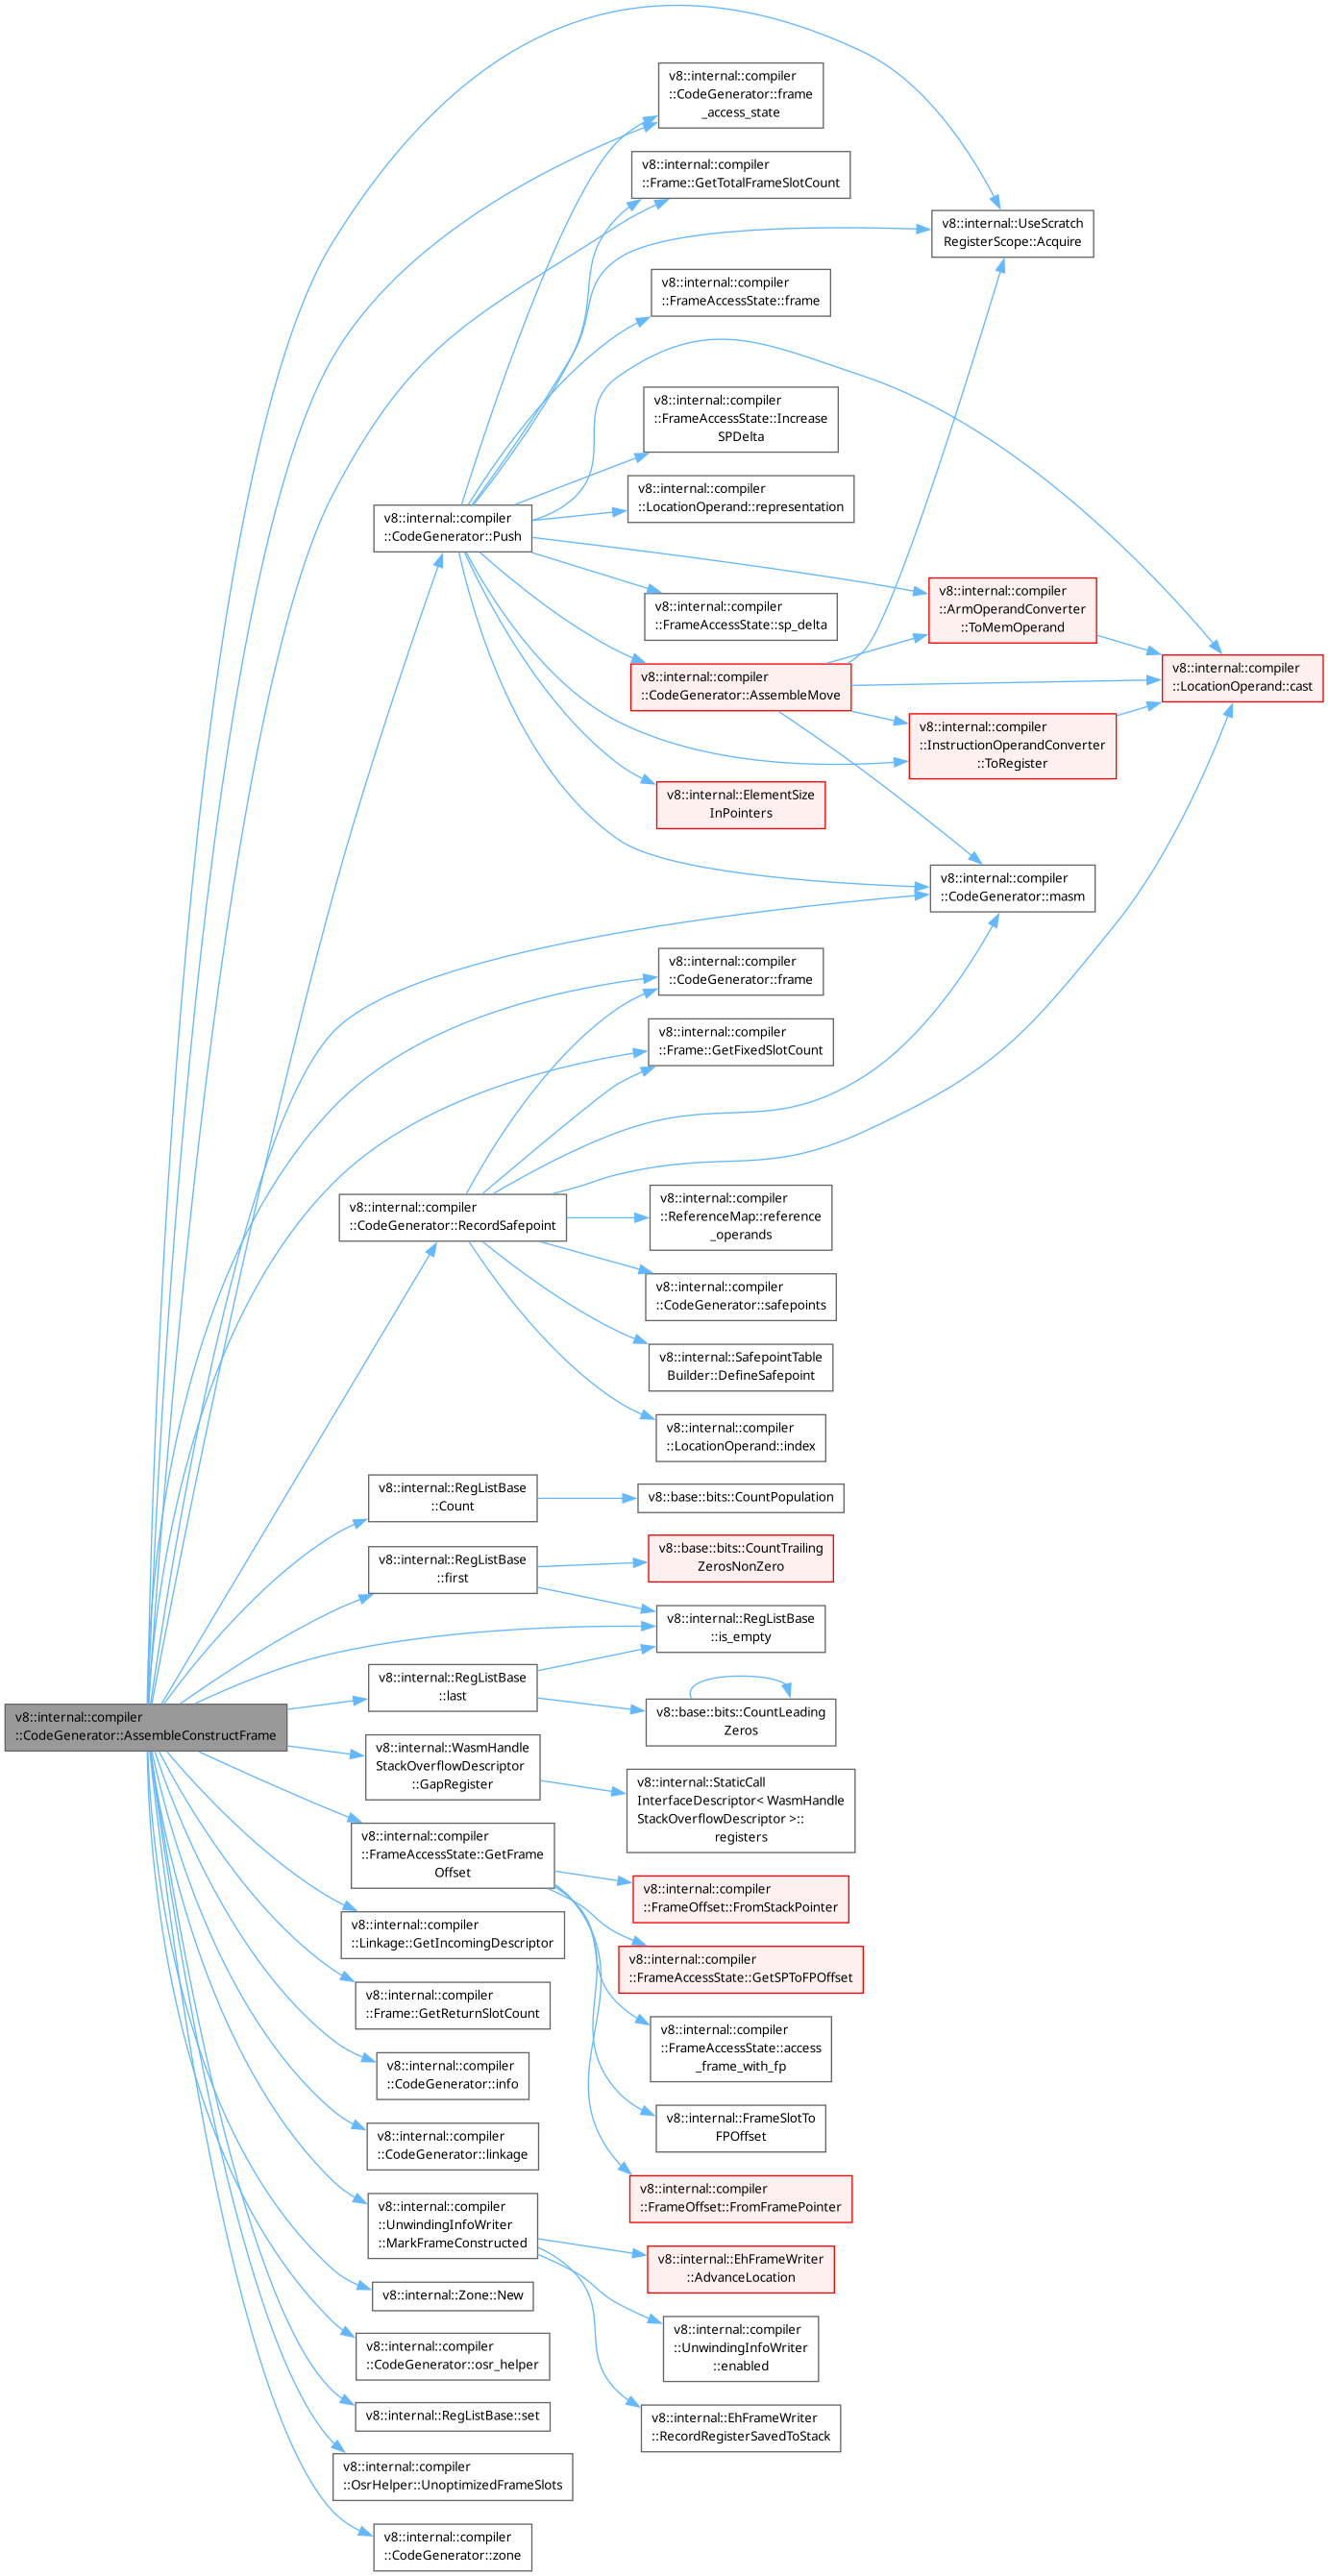 v8::internal::compiler
::CodeGenerator::frame
_access_state
v8::internal::compiler
::Frame::GetTotalFrameSlotCount
v8::internal::UseScratch
RegisterScope::Acquire
v8::internal::compiler
::FrameAccessState::frame
v8::internal::compiler
::FrameAccessState::Increase
SPDelta
v8::internal::compiler
::LocationOperand::representation
v8::internal::compiler
::CodeGenerator::Push
v8::internal::compiler
::ArmOperandConverter
::ToMemOperand
v8::internal::compiler
::FrameAccessState::sp_delta
v8::internal::compiler
::LocationOperand::cast
v8::internal::compiler
::CodeGenerator::AssembleMove
v8::internal::compiler
::InstructionOperandConverter
::ToRegister
v8::internal::ElementSize
InPointers
v8::internal::compiler
::CodeGenerator::masm
v8::internal::compiler
::CodeGenerator::frame
v8::internal::compiler
::Frame::GetFixedSlotCount
v8::internal::compiler
::CodeGenerator::RecordSafepoint
v8::internal::compiler
::ReferenceMap::reference
_operands
v8::internal::compiler
::CodeGenerator::safepoints
v8::internal::SafepointTable
Builder::DefineSafepoint
v8::internal::compiler
::LocationOperand::index
v8::internal::RegListBase
::Count
v8::base::bits::CountPopulation
v8::internal::RegListBase
::first
v8::base::bits::CountTrailing
ZerosNonZero
v8::internal::RegListBase
::is_empty
v8::internal::RegListBase
::last
v8::base::bits::CountLeading
Zeros
v8::internal::compiler
::CodeGenerator::AssembleConstructFrame
v8::internal::WasmHandle
StackOverflowDescriptor
::GapRegister
v8::internal::StaticCall
InterfaceDescriptor< WasmHandle
StackOverflowDescriptor >::
registers
v8::internal::compiler
::FrameAccessState::GetFrame
Offset
v8::internal::compiler
::FrameOffset::FromStackPointer
v8::internal::compiler
::Linkage::GetIncomingDescriptor
v8::internal::compiler
::FrameAccessState::GetSPToFPOffset
v8::internal::compiler
::Frame::GetReturnSlotCount
v8::internal::compiler
::FrameAccessState::access
_frame_with_fp
v8::internal::compiler
::CodeGenerator::info
v8::internal::FrameSlotTo
FPOffset
v8::internal::compiler
::CodeGenerator::linkage
v8::internal::compiler
::FrameOffset::FromFramePointer
v8::internal::compiler
::UnwindingInfoWriter
::MarkFrameConstructed
v8::internal::EhFrameWriter
::AdvanceLocation
v8::internal::Zone::New
v8::internal::compiler
::UnwindingInfoWriter
::enabled
v8::internal::compiler
::CodeGenerator::osr_helper
v8::internal::RegListBase::set
v8::internal::EhFrameWriter
::RecordRegisterSavedToStack
v8::internal::compiler
::OsrHelper::UnoptimizedFrameSlots
v8::internal::compiler
::CodeGenerator::zone